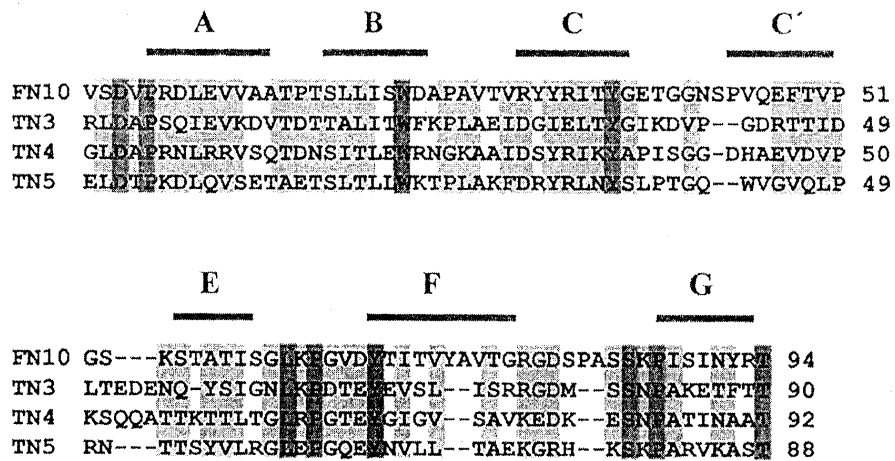 A B C C´
FN10 VSDVPRDLEVVAATPTSLLISWDAPAVTVRYYRITYGETGGNSPVQEFTVP 51
TN3 RLDAPSQIEVKDVTDTTALITWFKPLAEIDGIELTYGIKDVP--GDRTTID 49
TN4 GLDAPRNLRRVSQTDNSITLEWRNGKAAIDSYRIKYAPISGG-DHAEVDVP 50
TN5 ELDTPKDLQVSETAETSLTLLWKTPLAKFDRYRLNYSLPTGQ--WVGVQLP 49
E F G
FN10 GS---KSTATISGLKPGVDYTITVYAVTGRGDSPASSKPISINYRT 94
TN3 LTEDENQ-YSIGNLKPDTEYEVSL--ISRRGDM--SSNPAKETFTT 90
TN4 KSQQATTKTTLTGLRPGTEYGIGV--SAVKEDK--ESNPATINAAT 92
TN5 RN---TTSYVLRGLEPGQEYNVLL--TAEKGRH--KSKPARVKAST 88